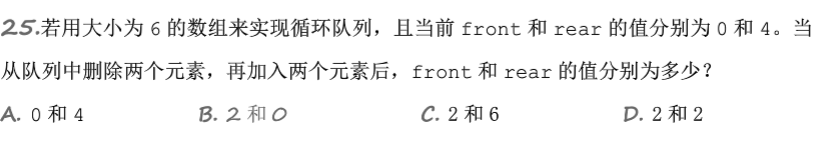 25.若用大小为 6 的数组来实现循环队列，且当前 front 和 rear 的值分别为 0 和 4。当
从队列中删除两个元素，再加入两个元素后，front 和 rear 的值分别为多少？
A. 0 和 4 B. 2 和 0 C. 2 和 6 D. 2 和 2